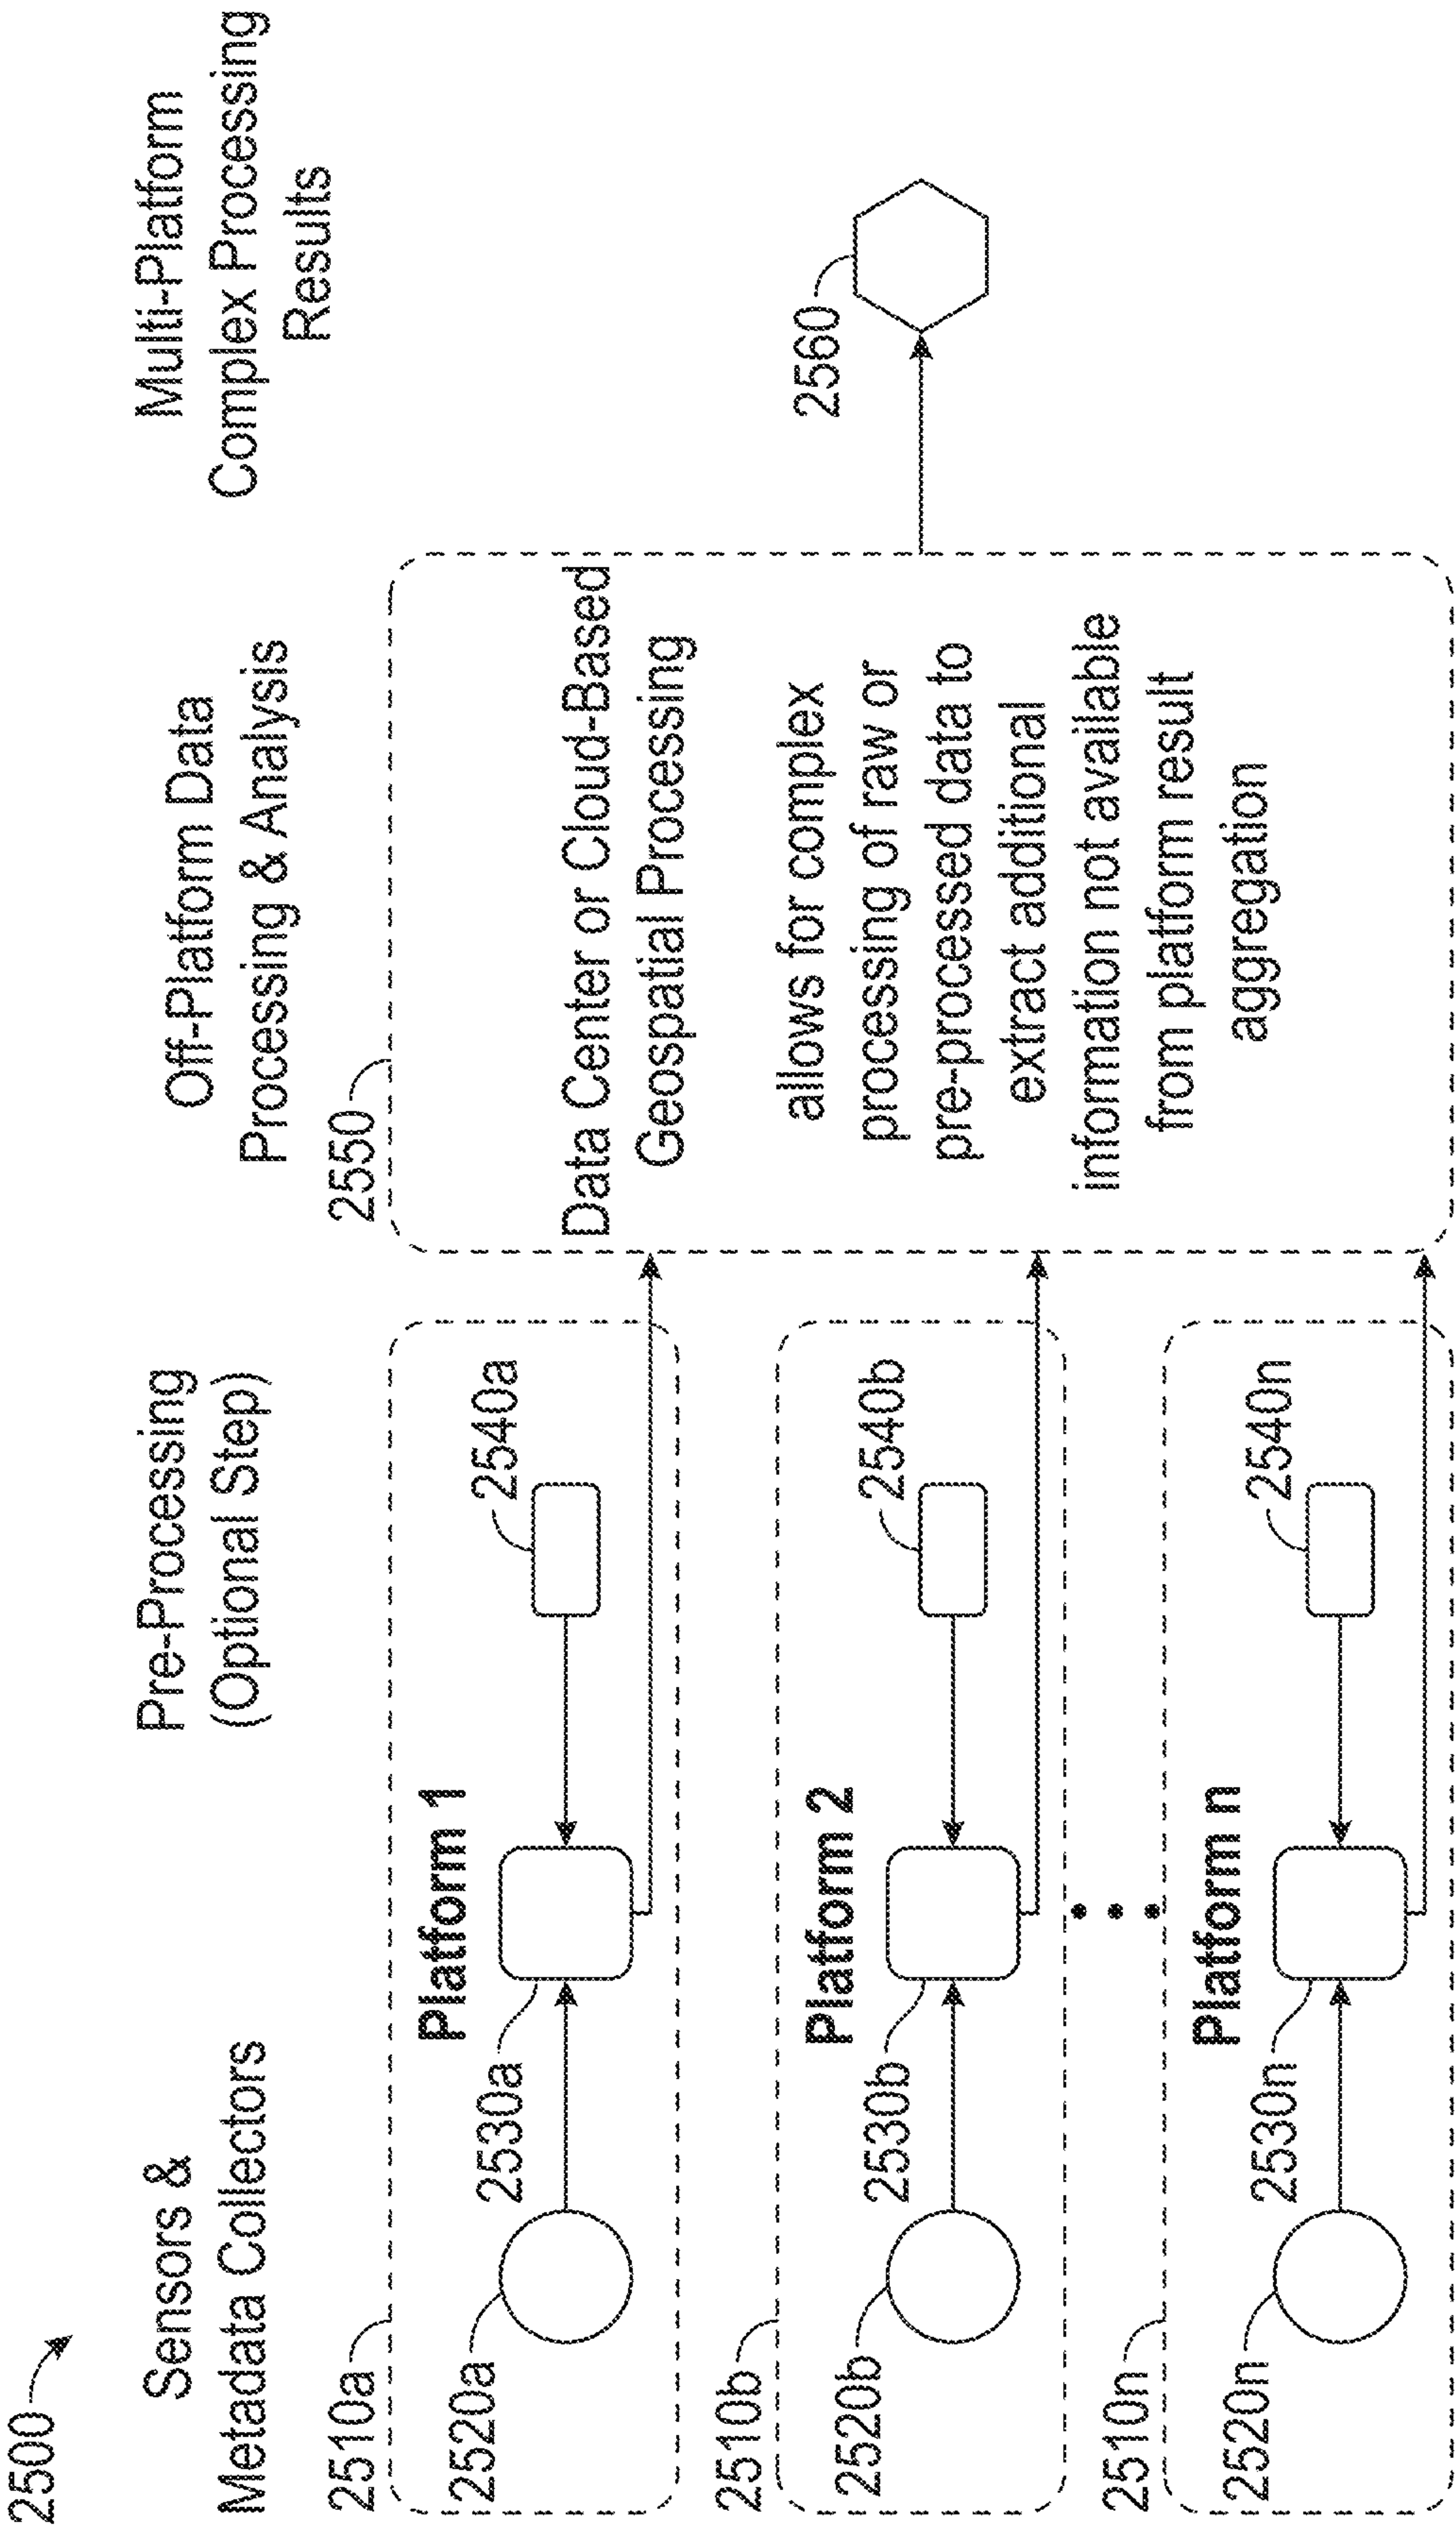 2500
Sensors &
Metadata Collectors
Pre-Processing
(Optional Step)
Off-Platform Data
Processing & Analysis
Multi-Platform
Complex Processing
Results
2510a
Platform 1
2520a
2530a
2540a
2510b
Platform 2
2520b
2530b
2540b
2510n
Platform n
2520n
2530n
2540n
2550
Data Center or Cloud-Based
Geospatial Processing
allows for complex
processing of raw or
pre-processed data to
extract additional
information not available
from platform result
aggregation
2560